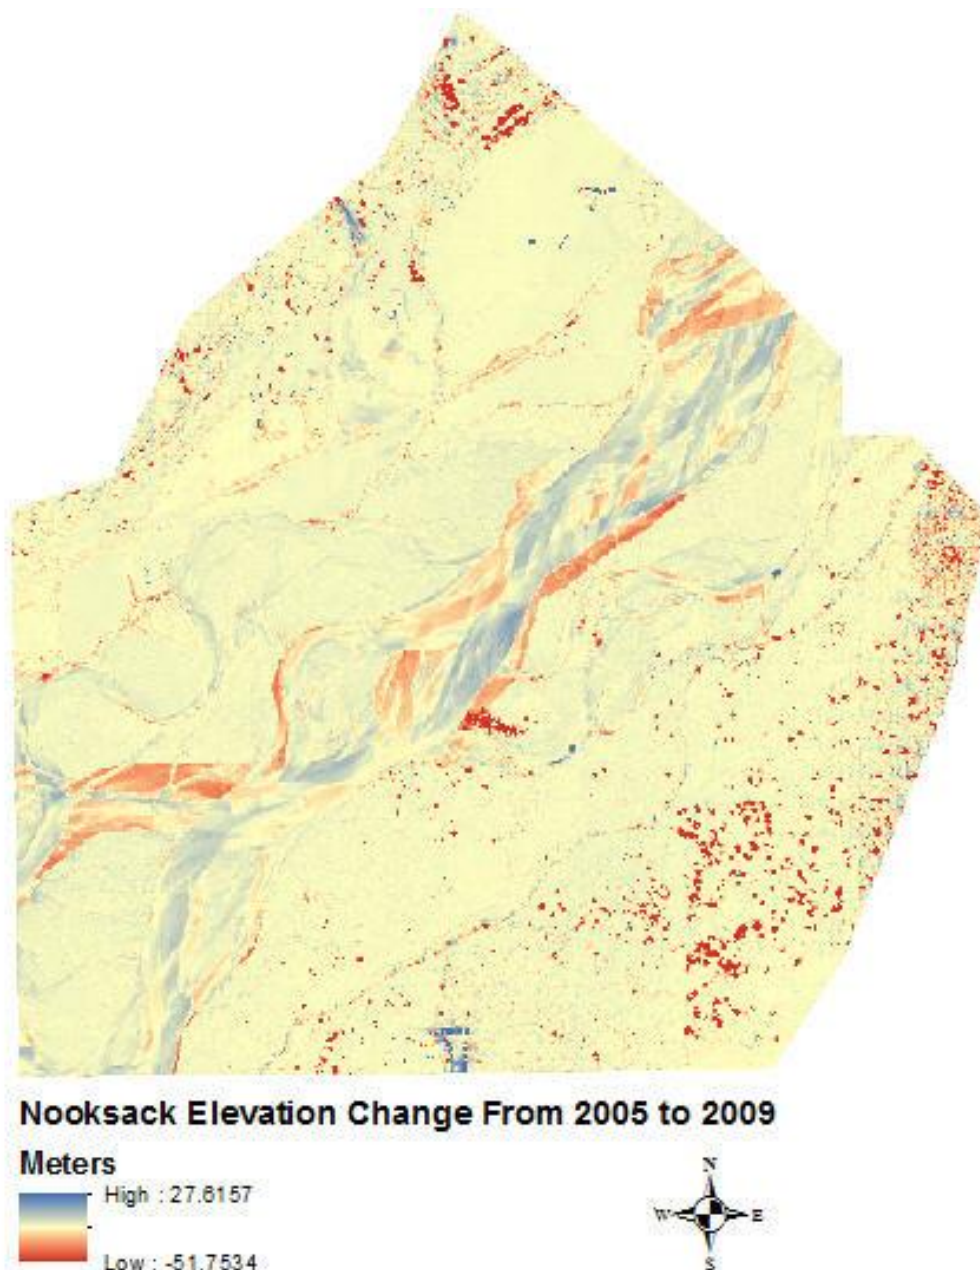 Nooksack Elevation Change From 2005 to 2009
Meters
High : 27.6157
Low : -51.7534
N
W E
S